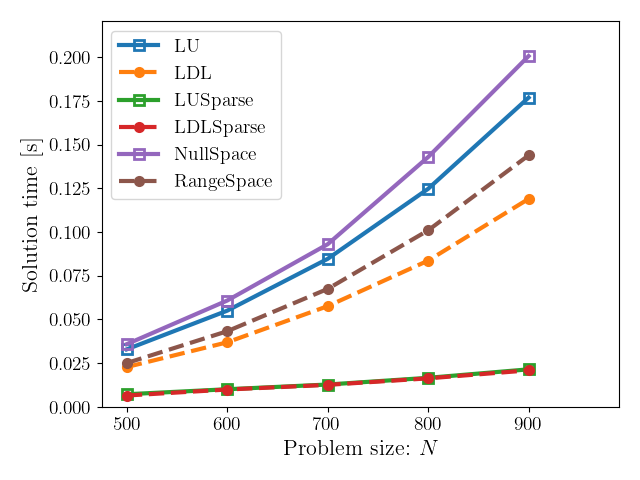 LU
LDL
LUSparse
LDLSparse
NullSpace
RangeSpace
Solution time [s]
0.200
0.175
0.150
0.125
0.100
0.075
0.050
0.025
0.000
500 600 700 800 900
Problem size: N